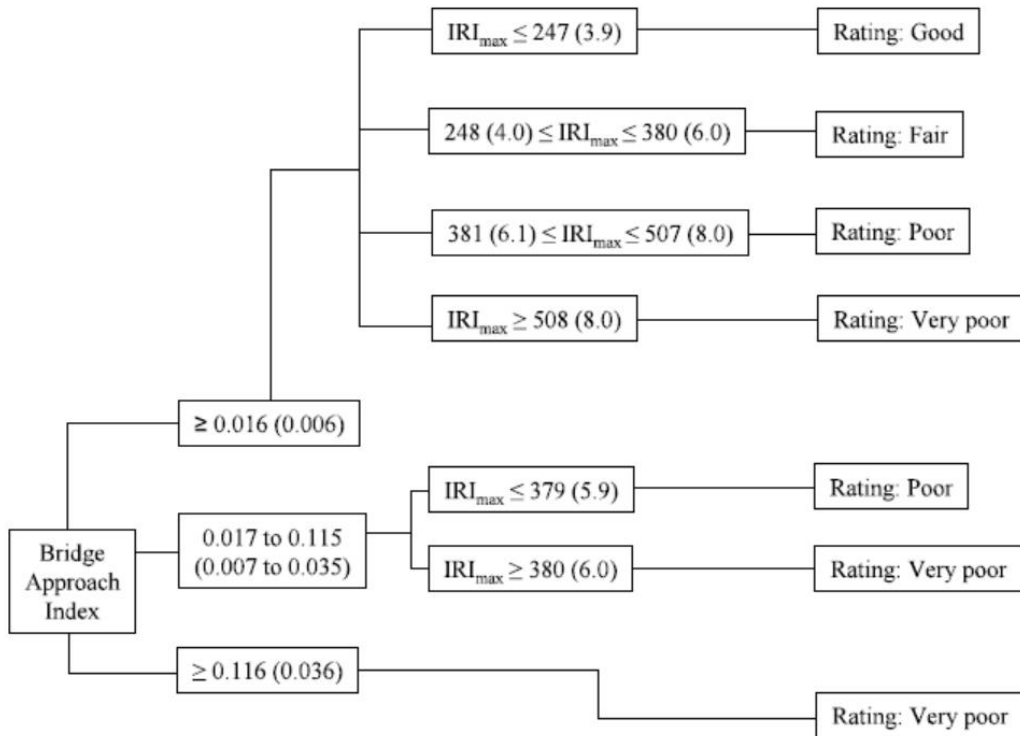 IRImax ≤ 247 (3.9)
Rating: Good
248 (4.0) ≤ IRImax ≤ 380 (6.0)
Rating: Fair
381 (6.1) ≤ IRImax ≤ 507 (8.0)
Rating: Poor
IRImax ≥ 508 (8.0)
Rating: Very poor
≥ 0.016 (0.006)
IRImax ≤ 379 (5.9)
Rating: Poor
0.017 to 0.115
(0.007 to 0.035)
IRImax ≥ 380 (6.0)
Rating: Very poor
Bridge
Approach
Index
≥ 0.116 (0.036)
Rating: Very poor